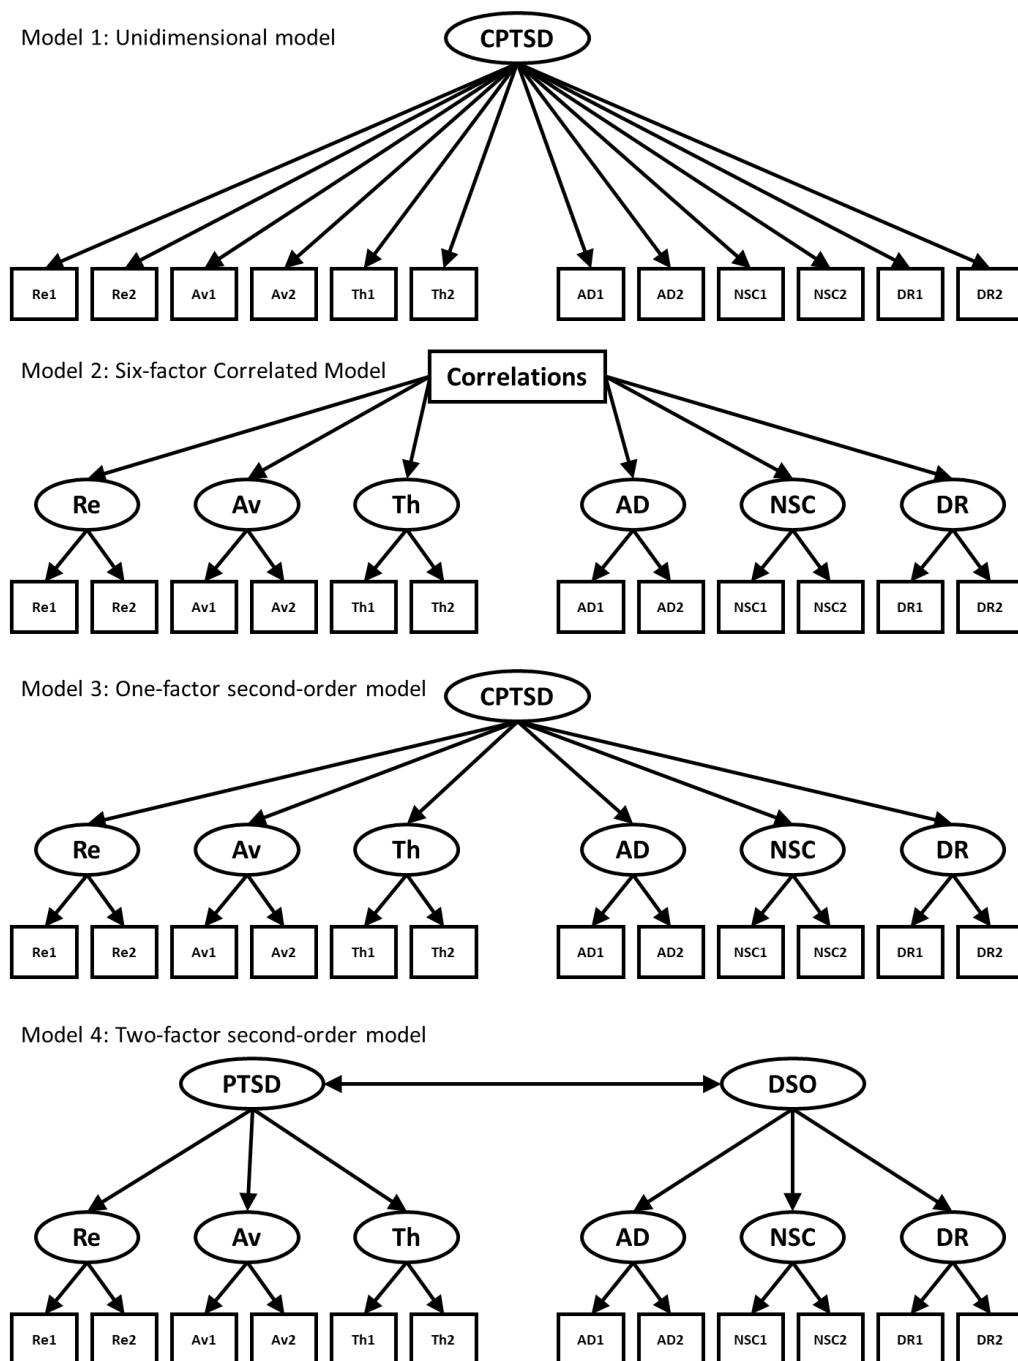 Model 1: Unidimensional model
CPTSD
Re1 Re2 Av1 Av2 Th1 Th2 AD1 AD2 NSC1 NSC2 DR1 DR2
Model 2: Six-factor Correlated Model
Correlations
Re Av Th AD NSC DR
Re1 Re2 Av1 Av2 Th1 Th2 AD1 AD2 NSC1 NSC2 DR1 DR2
Model 3: One-factor second-order model
CPTSD
Re Av Th AD NSC DR
Re1 Re2 Av1 Av2 Th1 Th2 AD1 AD2 NSC1 NSC2 DR1 DR2
Model 4: Two-factor second-order model
PTSD DSO
Re Av Th AD NSC DR
Re1 Re2 Av1 Av2 Th1 Th2 AD1 AD2 NSC1 NSC2 DR1 DR2